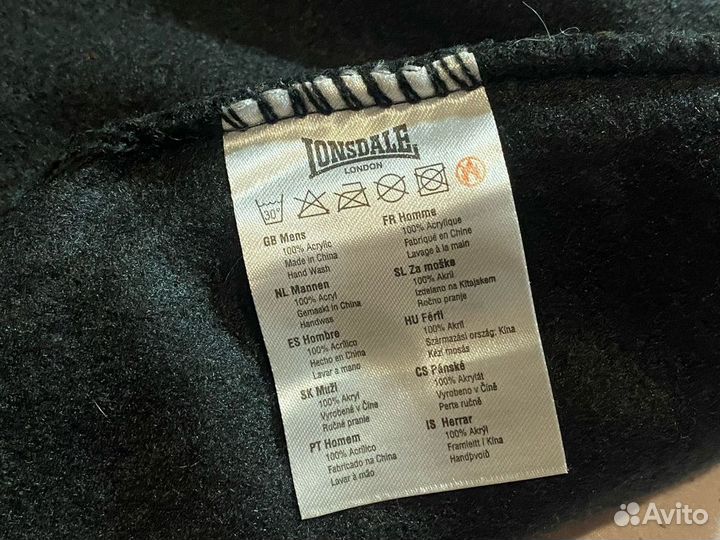 LONSDALE
LONDON
30°
GB Mens
100% Acrylic
Made in China
Hand Wash
NL Mannen
100% Acryl
Gemaakt in China
Handwas
ES Hombre
100% Acrílico
Hecho en China
Lavar a mano
SK Muži
100% Akryl
Vyrobené v Číne
Ručné pranie
PT Homem
100% Acrílico
Fabricado na China
Lavar à mão
FR Homme
100% Acrylique
Fabriqué en Chine
Lavage à la main
SL Za moške
100% Akril
Izdelano na Kitajskem
Ročno pranje
HU Férfi
100% Akril
Származási ország: Kína
Kézi mosás
CS Pánské
100% Akrylát
Vyrobeno v Číně
Perte ručně
IS Herrar
100% Akrýl
Framleitt í Kína
Handþvoið
Avito